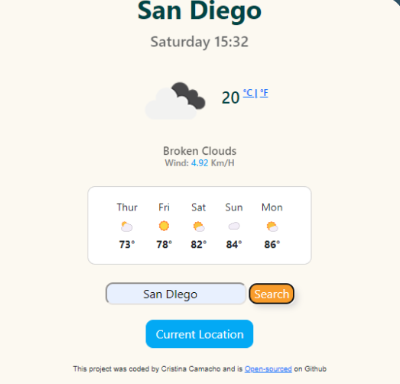 San Diego
Saturday 15:32
20 °C | °F
Broken Clouds
Wind: 4.92 Km/H
Thur Fri Sat Sun Mon
73° 78° 82° 84° 86°
San DIego Search
Current Location
This project was coded by Cristina Camacho and is Open-sourced on Github